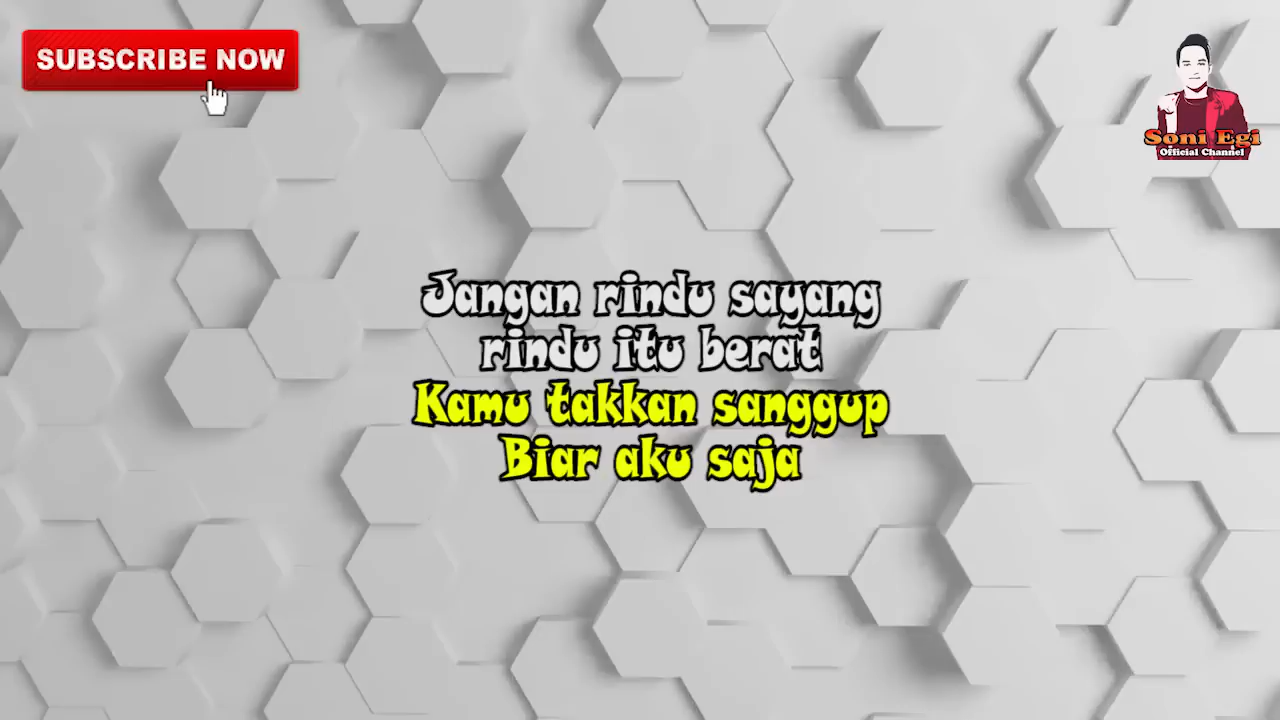 SUBSCRIBE NOW
Soni Egi
Official Channel
Jangan rindu sayang
rindu itu berat
Kamu takkan sanggup
Biar aku saja